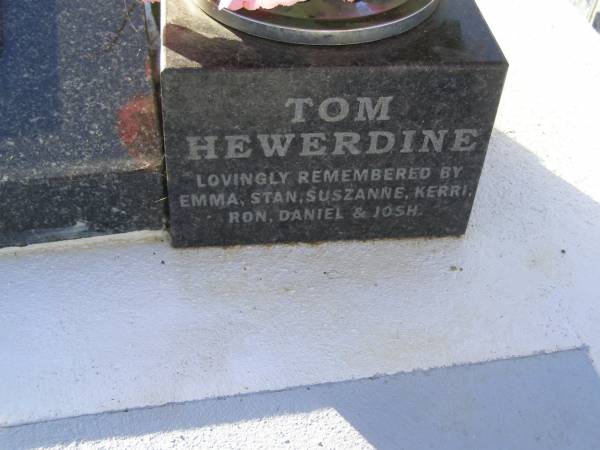 TOM
HEWERDINE
LOVINGLY REMEMBERED BY
EMMA, STAN, SUSZANNE, KERRI,
RON, DANIEL & JOSH.